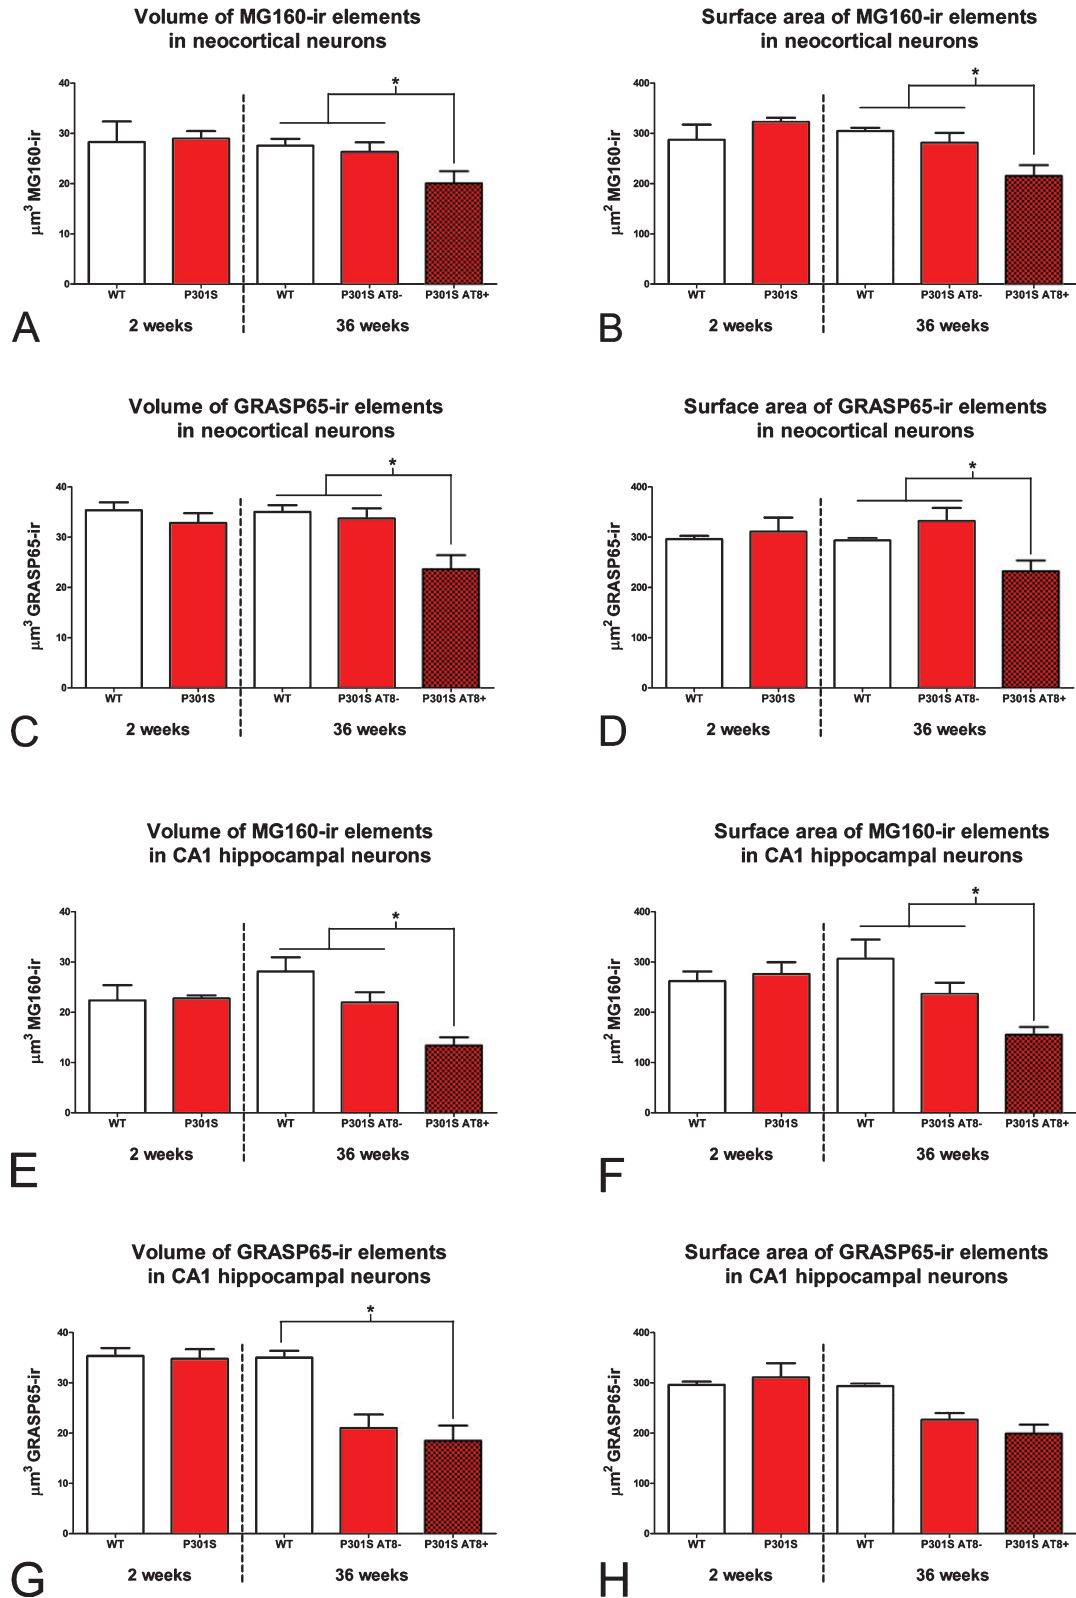 Volume of MG160-ir elements
in neocortical neurons
*
40
30
20
10
0
μm³ MG160-ir
WT P301S WT P301S AT8- P301S AT8+
2 weeks 36 weeks
A
Surface area of MG160-ir elements
in neocortical neurons
*
400
300
200
100
0
μm² MG160-ir
WT P301S WT P301S AT8- P301S AT8+
2 weeks 36 weeks
B
Volume of GRASP65-ir elements
in neocortical neurons
*
40
30
20
10
0
μm³ GRASP65-ir
WT P301S WT P301S AT8- P301S AT8+
2 weeks 36 weeks
C
Surface area of GRASP65-ir elements
in neocortical neurons
*
400
300
200
100
0
μm² GRASP65-ir
WT P301S WT P301S AT8- P301S AT8+
2 weeks 36 weeks
D
Volume of MG160-ir elements
in CA1 hippocampal neurons
*
40
30
20
10
0
μm³ MG160-ir
WT P301S WT P301S AT8- P301S AT8+
2 weeks 36 weeks
E
Surface area of MG160-ir elements
in CA1 hippocampal neurons
*
400
300
200
100
0
μm² MG160-ir
WT P301S WT P301S AT8- P301S AT8+
2 weeks 36 weeks
F
Volume of GRASP65-ir elements
in CA1 hippocampal neurons
*
40
30
20
10
0
μm³ GRASP65-ir
WT P301S WT P301S AT8- P301S AT8+
2 weeks 36 weeks
G
Surface area of GRASP65-ir elements
in CA1 hippocampal neurons
400
300
200
100
0
μm² GRASP65-ir
WT P301S WT P301S AT8- P301S AT8+
2 weeks 36 weeks
H